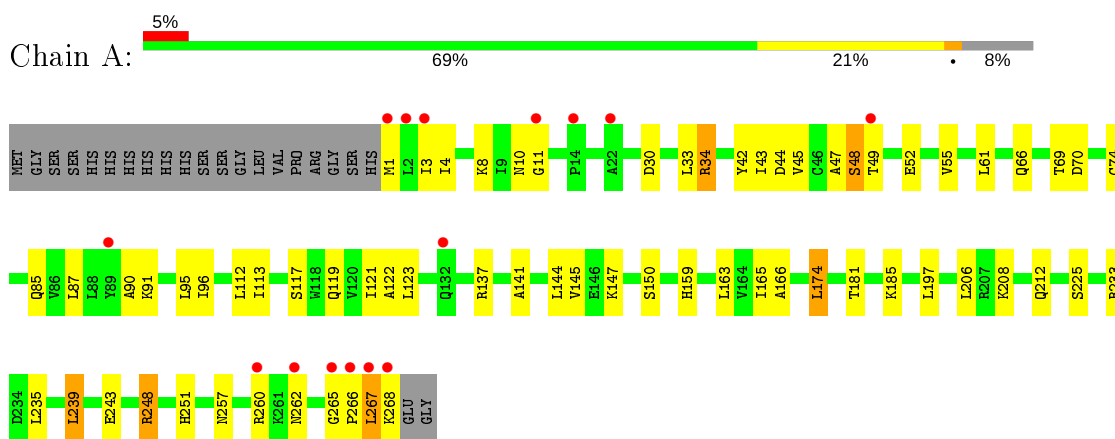 5%
Chain A:
69% 21% • 8%
MET GLY SER SER HIS HIS HIS HIS HIS HIS SER SER GLY LEU VAL PRO ARG GLY SER HIS M1 L2 I3 I4 K8 I9 N10 G11 P14 A22 D30 L33 R34 Y42 I43 D44 V45 C46 A47 S48 T49 E52 V55 L61 Q66 T69 D70
Q85 V86 L87 L88 Y89 A90 K91 L95 I96 L112 I113 S117 W118 Q119 V120 I121 A122 L123 Q132 R137 A141 L144 V145 E146 K147 S150 H159 L163 V164 I165 A166 L174 T181 K185 L197 L206 R207 K208 Q212 S225
D234 L235 L239 E243 R248 H251 N257 R260 K261 N262 G265 P266 L267 K268 GLU GLY